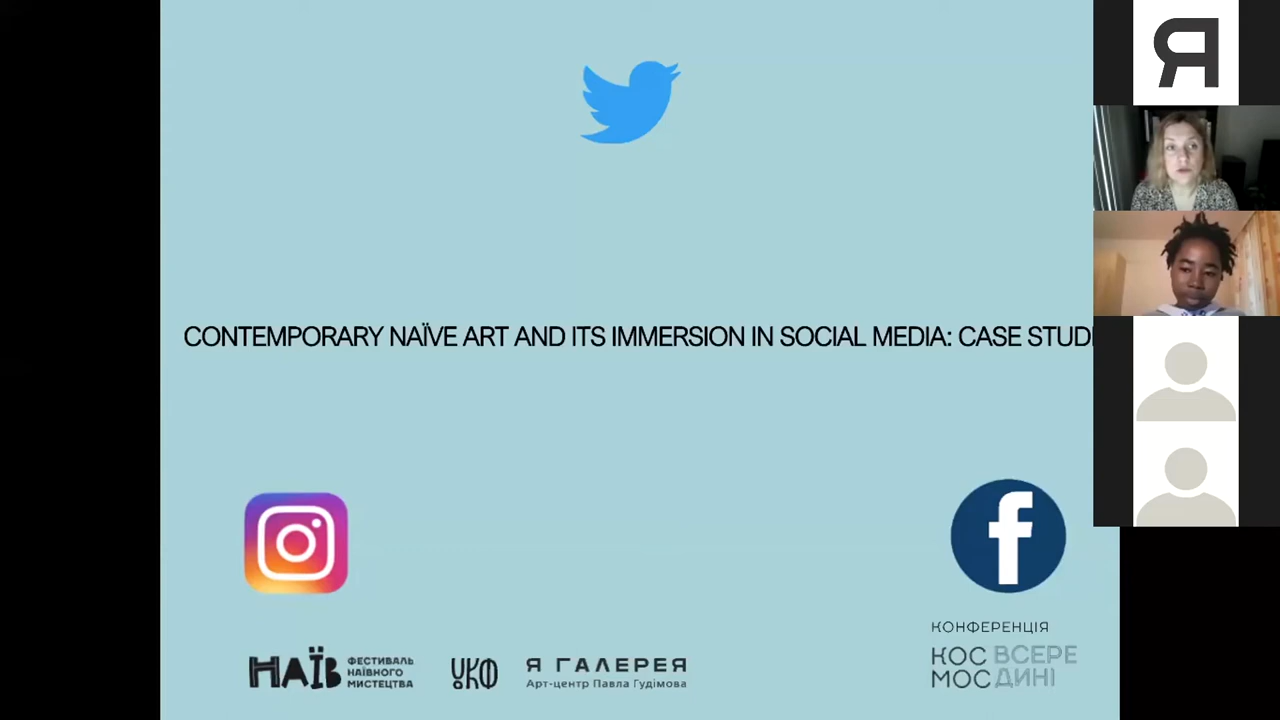 Я
CONTEMPORARY NAÏVE ART AND ITS IMMERSION IN SOCIAL MEDIA: CASE
НАЇВ
ФЕСТИВАЛЬ
НАЇВНОГО
МИСТЕЦТВА
УКФ
Я ГАЛЕРЕЯ
Арт-центр Павла Гудімова
КОНФЕРЕНЦІЯ
КОС ВСЕРЕ
МОС ДИНІ